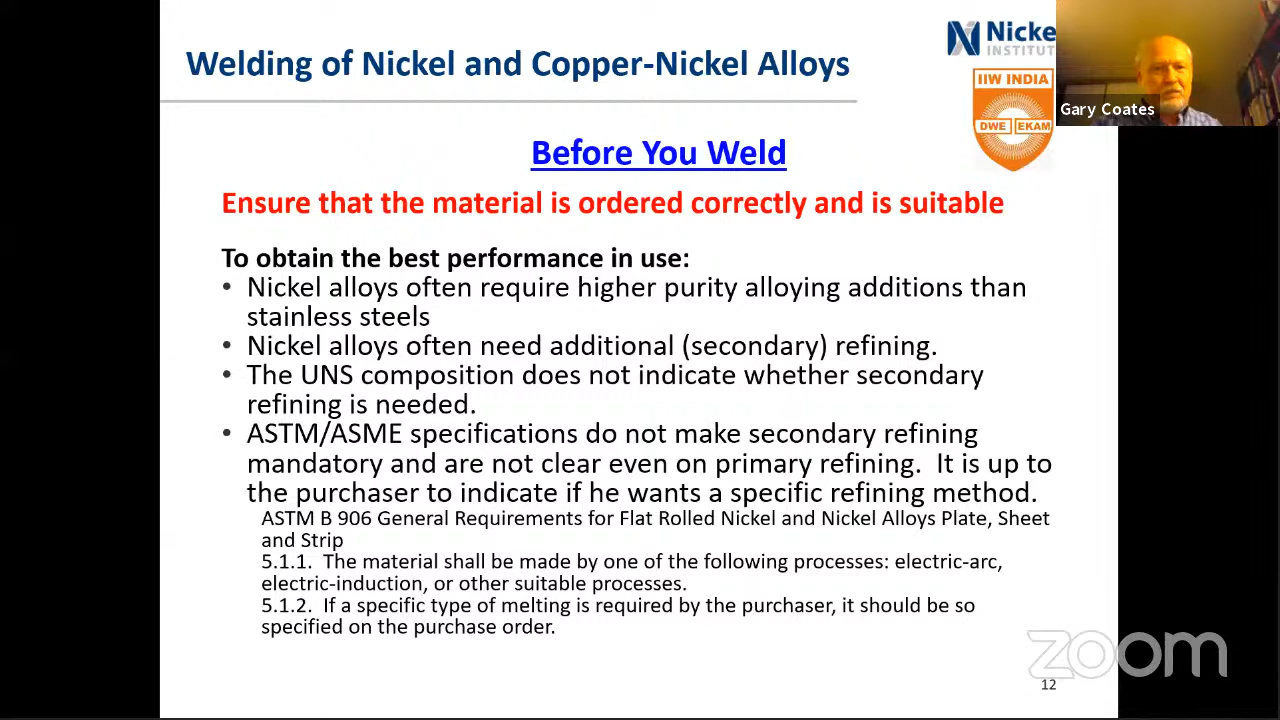 Welding of Nickel and Copper-Nickel Alloys
Nicke
INSTITUT
IIW INDIA
DWE EKAM
Gary Coates
Before You Weld
Ensure that the material is ordered correctly and is suitable
To obtain the best performance in use:
• Nickel alloys often require higher purity alloying additions than
stainless steels
• Nickel alloys often need additional (secondary) refining.
• The UNS composition does not indicate whether secondary
refining is needed.
• ASTM/ASME specifications do not make secondary refining
mandatory and are not clear even on primary refining.  It is up to
the purchaser to indicate if he wants a specific refining method.
ASTM B 906 General Requirements for Flat Rolled Nickel and Nickel Alloys Plate, Sheet
and Strip
5.1.1.  The material shall be made by one of the following processes: electric-arc,
electric-induction, or other suitable processes.
5.1.2.  If a specific type of melting is required by the purchaser, it should be so
specified on the purchase order.
zoom
12